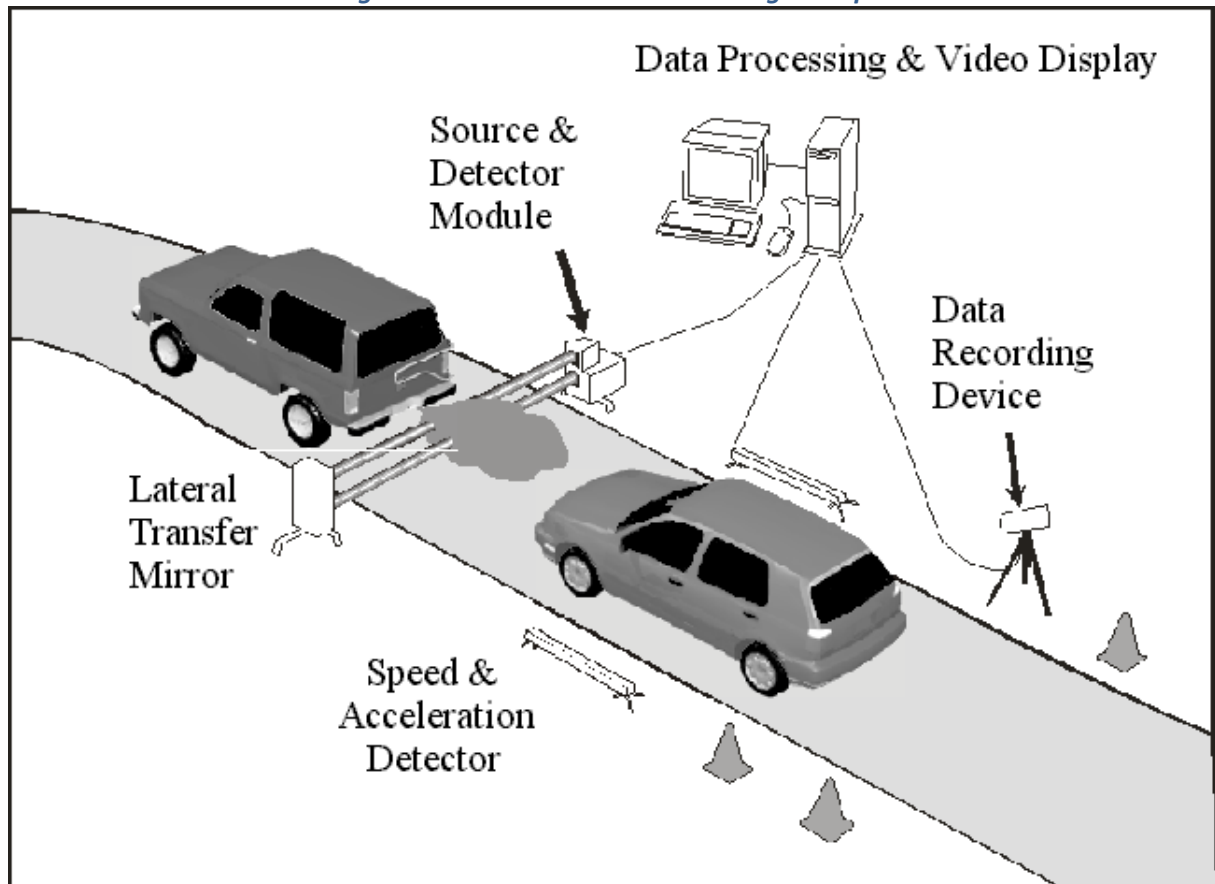 Data Processing & Video Display
Source &
Detector
Module
Data
Recording
Device
Lateral
Transfer
Mirror
Speed &
Acceleration
Detector